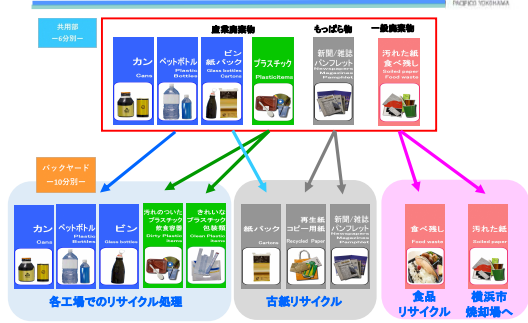 PACIFICO YOKOHAMA
共用部
ー6分別ー
産業廃棄物
もっぱら物
一般廃棄物
カン
Cans
ペットボトル
Plastic
Bottles
ビン
紙パック
Glass bottles
Cartons
プラスチック
Plasticitems
新聞/雑誌
パンフレット
Newspapers
Magazines
Pamphlet
汚れた紙
食べ残し
Soiled paper
Food waste
バックヤード
ー10分別ー
カン
Cans
ペットボトル
Plastic
Bottles
ビン
Glass bottles
汚れのついた
プラスチック
飲食容器
Dirty Plastic
items
きれいな
プラスチック
包装類
Clean Plastic
items
紙パック
Cartons
再生紙
コピー用紙
Recycled Paper
新聞/雑誌
パンフレット
Newspapers
Magazines
Pamphlet
食べ残し
Food waste
汚れた紙
Soiled paper
各工場でのリサイクル処理
古紙リサイクル
食品
リサイクル
横浜市
焼却場へ